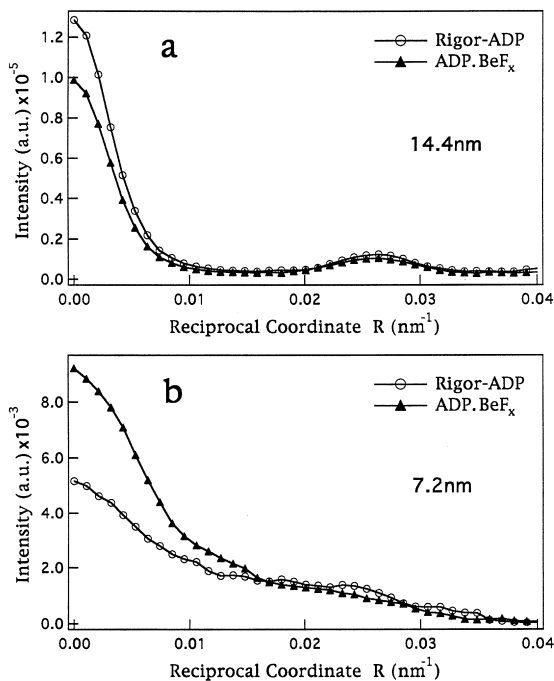 a
Rigor-ADP
ADP.BeFx
14.4nm
Intensity (a.u.) x10-5
1.2
1.0
0.8
0.6
0.4
0.2
0.0
0.00 0.01 0.02 0.03 0.04
Reciprocal Coordinate R (nm-1)
b
Rigor-ADP
ADP.BeFx
7.2nm
Intensity (a.u.) x10-3
8.0
6.0
4.0
2.0
0.0
0.00 0.01 0.02 0.03 0.04
Reciprocal Coordinate R (nm-1)